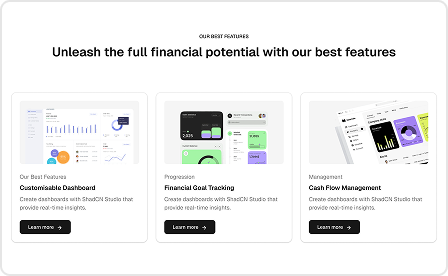 OUR BEST FEATURES
Unleash the full financial potential with our best features
Our Best Features
Customisable Dashboard
Create dashboards with ShadCN Studio that
provide real-time insights.
Learn more →
Progression
Financial Goal Tracking
Create dashboards with ShadCN Studio that
provide real-time insights.
Learn more →
Management
Cash Flow Management
Create dashboards with ShadCN Studio that
provide real-time insights.
Learn more →